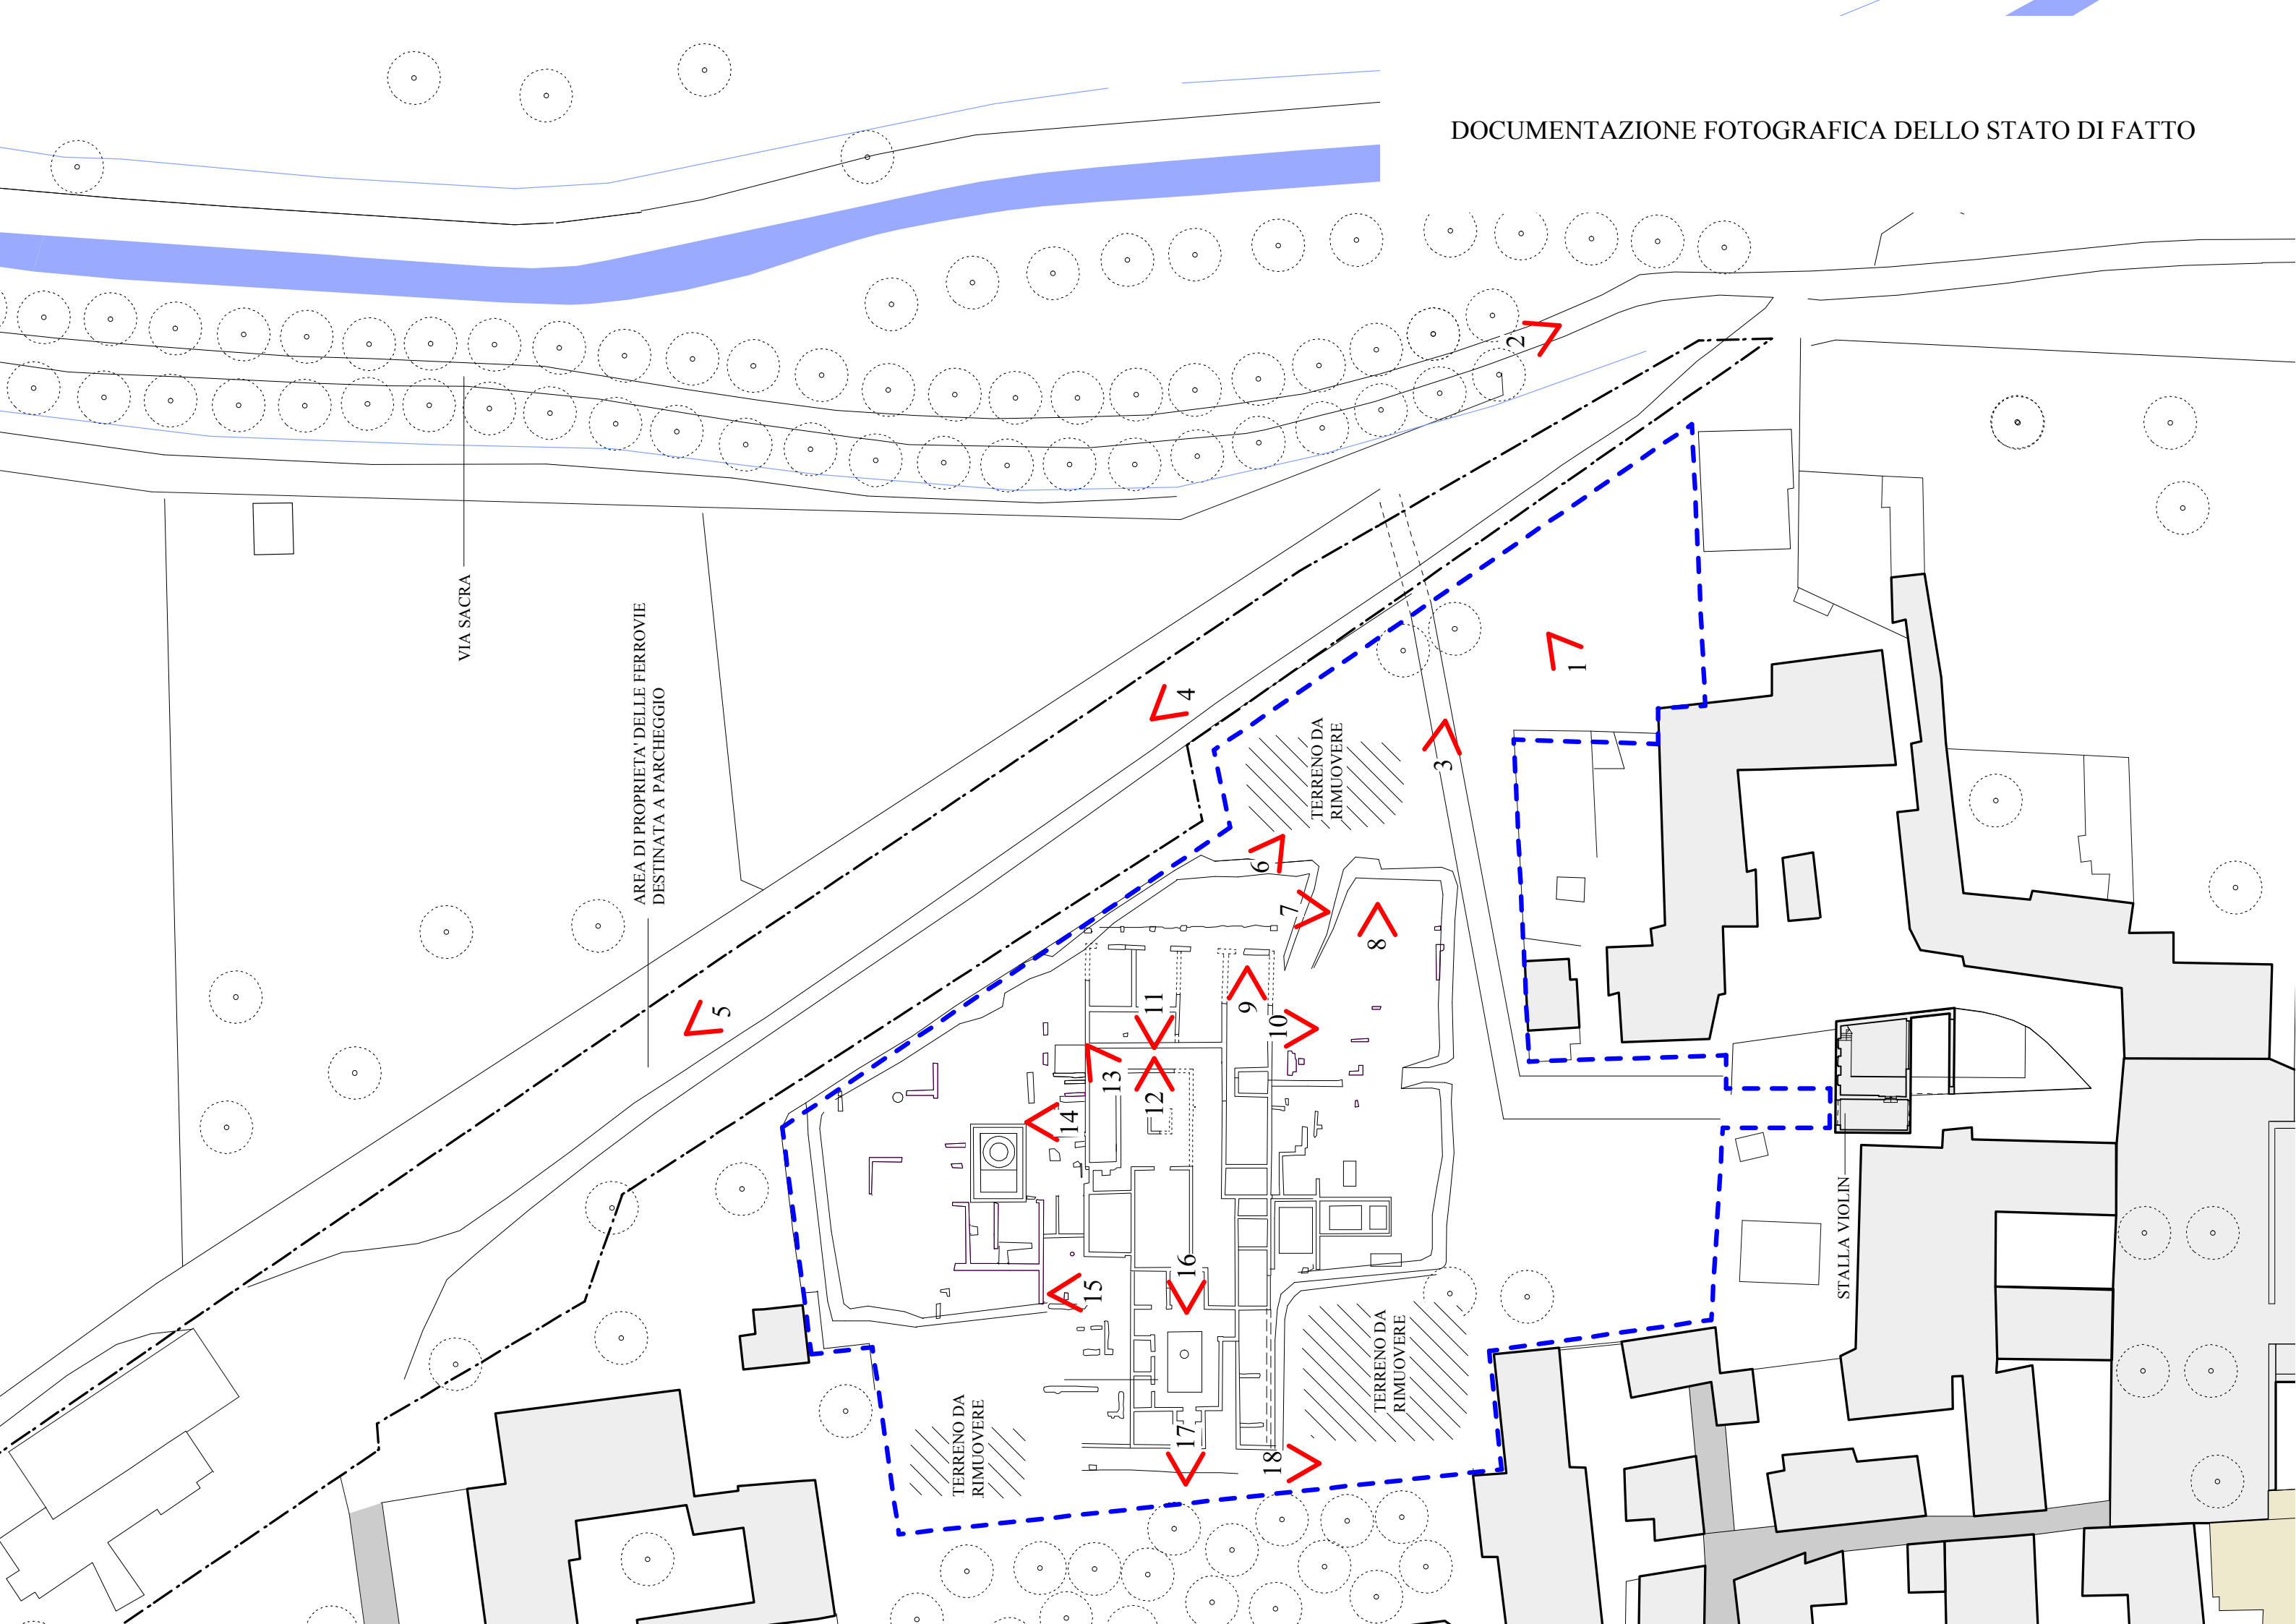 DOCUMENTAZIONE FOTOGRAFICA DELLO STATO DI FATTO
2
VIA SACRA
AREA DI PROPRIETA' DELLE FERROVIE
DESTINATA A PARCHEGGIO
1
4
3
TERRENO DA
RIMUOVERE
6
7
8
5
11
9
10
13
12
14
16
15
STALLA VIOLIN
TERRENO DA
RIMUOVERE
TERRENO DA
RIMUOVERE
17
18